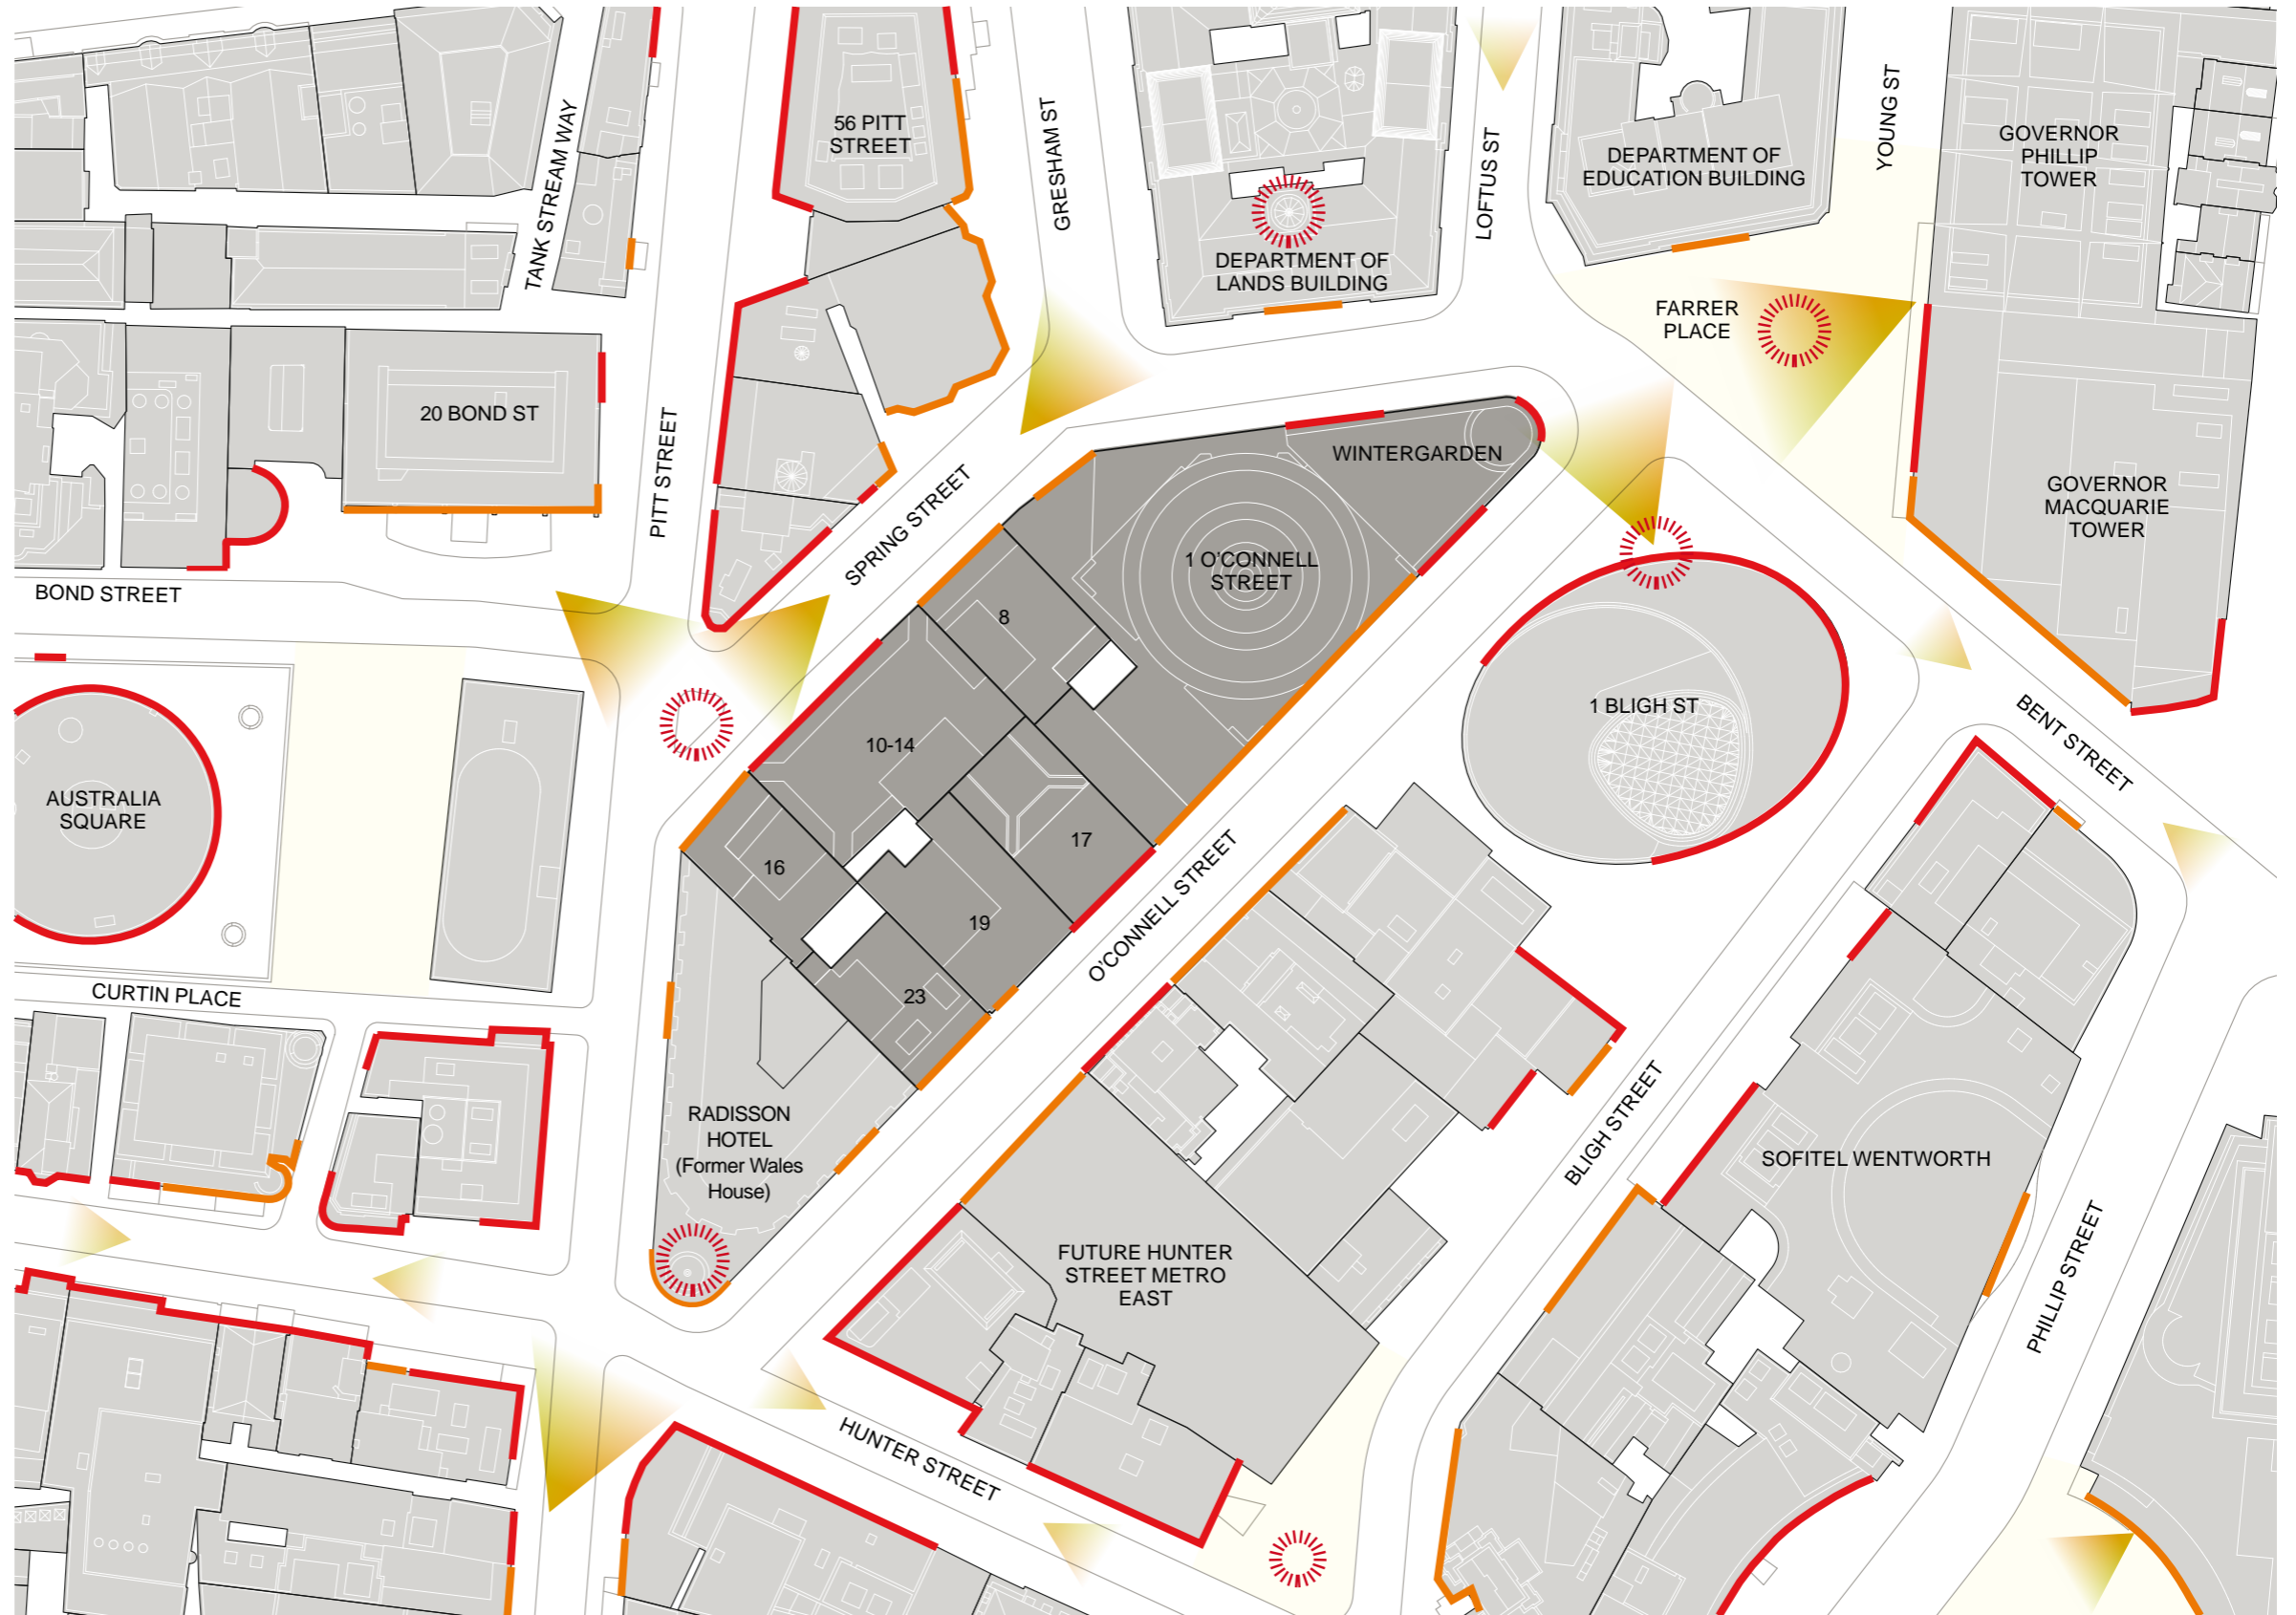 56 PITT
STREET
GRESHAM ST
TANK STREAM WAY
LOFTUS ST
YOUNG ST
DEPARTMENT OF
EDUCATION BUILDING
GOVERNOR
PHILLIP
TOWER
DEPARTMENT OF
LANDS BUILDING
FARRER
PLACE
20 BOND ST
PITT STREET
SPRING STREET
WINTERGARDEN
GOVERNOR
MACQUARIE
TOWER
1 O'CONNELL
STREET
BOND STREET
8
1 BLIGH ST
BENT STREET
10-14
AUSTRALIA
SQUARE
17
16
O'CONNELL STREET
19
23
CURTIN PLACE
RADISSON
HOTEL
(Former Wales
House)
BLIGH STREET
SOFITEL WENTWORTH
PHILLIP STREET
FUTURE HUNTER
STREET METRO
EAST
HUNTER STREET